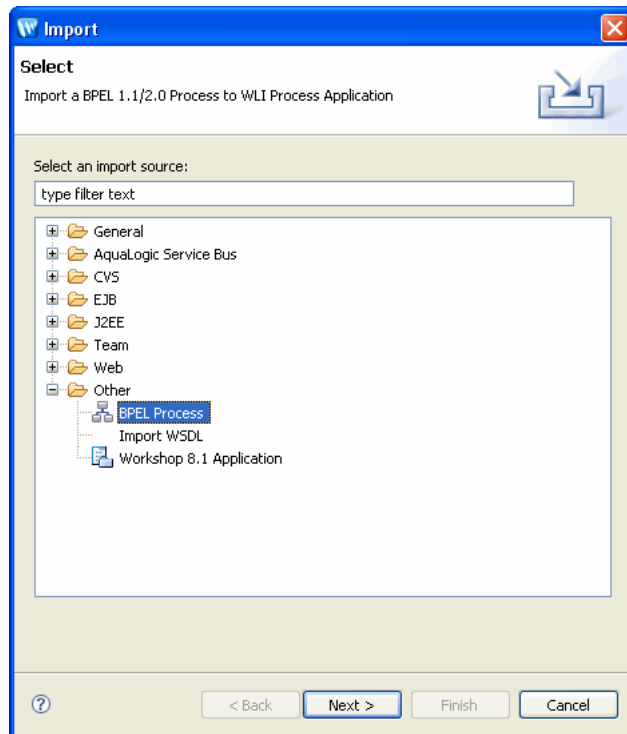 Import
Select
Import a BPEL 1.1/2.0 Process to WLI Process Application
Select an import source:
type filter text
General
AquaLogic Service Bus
CVS
EJB
J2EE
Team
Web
Other
BPEL Process
Import WSDL
Workshop 8.1 Application
< Back Next > Finish Cancel